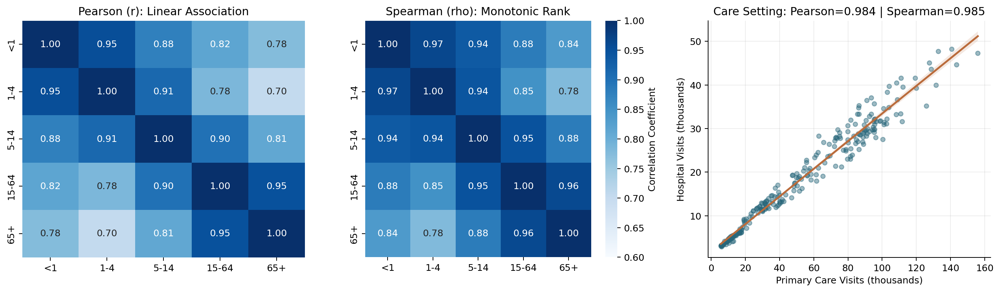 Pearson (r): Linear Association
<1 1.00 0.95 0.88 0.82 0.78
1-4 0.95 1.00 0.91 0.78 0.70
5-14 0.88 0.91 1.00 0.90 0.81
15-64 0.82 0.78 0.90 1.00 0.95
65+ 0.78 0.70 0.81 0.95 1.00
<1 1-4 5-14 15-64 65+
Spearman (rho): Monotonic Rank
<1 1.00 0.97 0.94 0.88 0.84
1-4 0.97 1.00 0.94 0.85 0.78
5-14 0.94 0.94 1.00 0.95 0.88
15-64 0.88 0.85 0.95 1.00 0.96
65+ 0.84 0.78 0.88 0.96 1.00
<1 1-4 5-14 15-64 65+
1.00
0.95
0.90
0.85
0.80
0.75
0.70
0.65
0.60
Correlation Coefficient
Care Setting: Pearson=0.984 | Spearman=0.985
Hospital Visits (thousands)
50
40
30
20
10
0 20 40 60 80 100 120 140 160
Primary Care Visits (thousands)